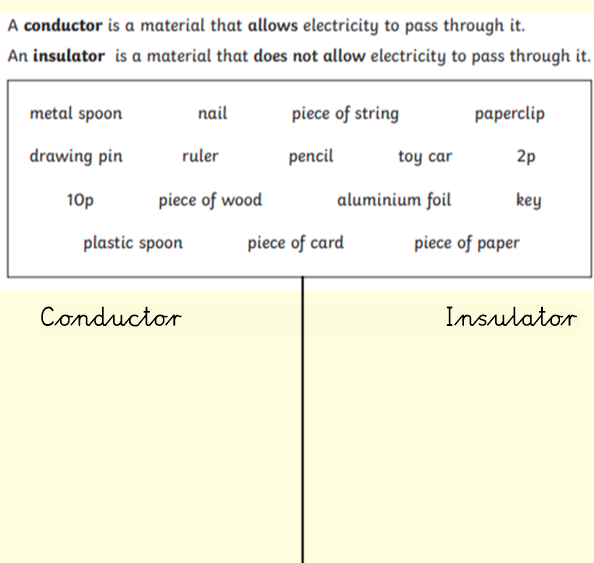 A conductor is a material that allows electricity to pass through it.
An insulator is a material that does not allow electricity to pass through it.
metal spoon nail piece of string paperclip
drawing pin ruler pencil toy car 2p
10p piece of wood aluminium foil key
plastic spoon piece of card piece of paper
Conductor Insulator